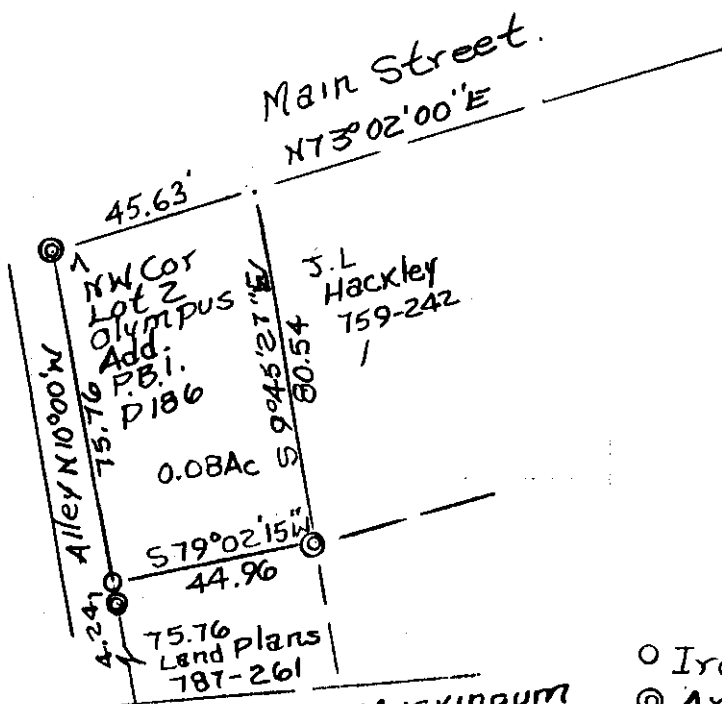 Main Street.
N73°02'00"E
45.63'
NW Cor
Lot 2
Olympus
Add.
P.B.1.
P186
J.L
Hackley
759-242
Alley N10°00'W
75.76
S 9°45'27"E
80.54
0.08Ac
S79°02'15"W
44.96
4.24
75.76
Land Plans
787-261